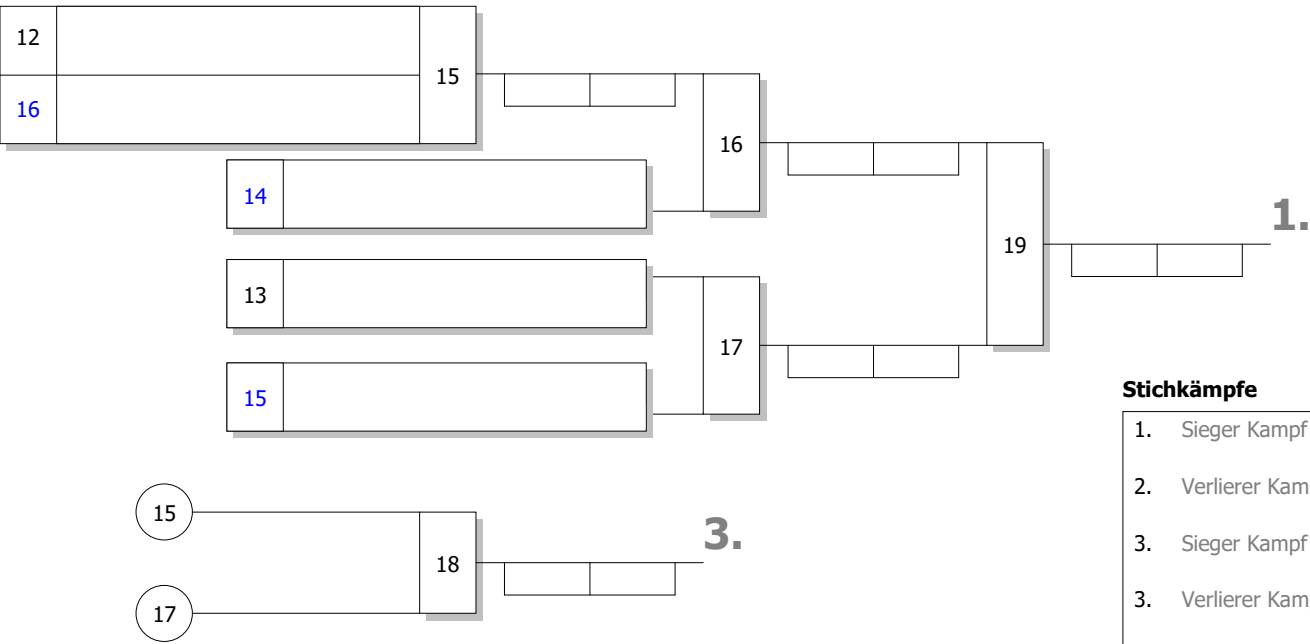 12
15
16
16
14
1.
19
13
17
15
Stichkämpfe
1. Sieger Kampf
2. Verlierer Kam
15
3.
3. Sieger Kampf
18
3. Verlierer Kam
17